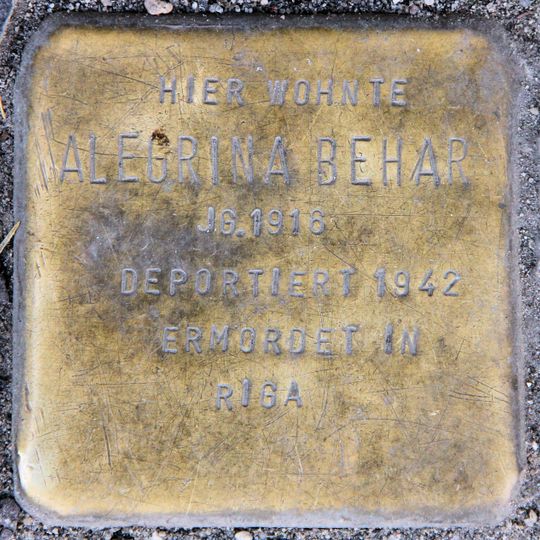 HIER WOHNTE
ALEGRINA BEHAR
JG. 1916
DEPORTIERT 1942
ERMORDET IN
RIGA